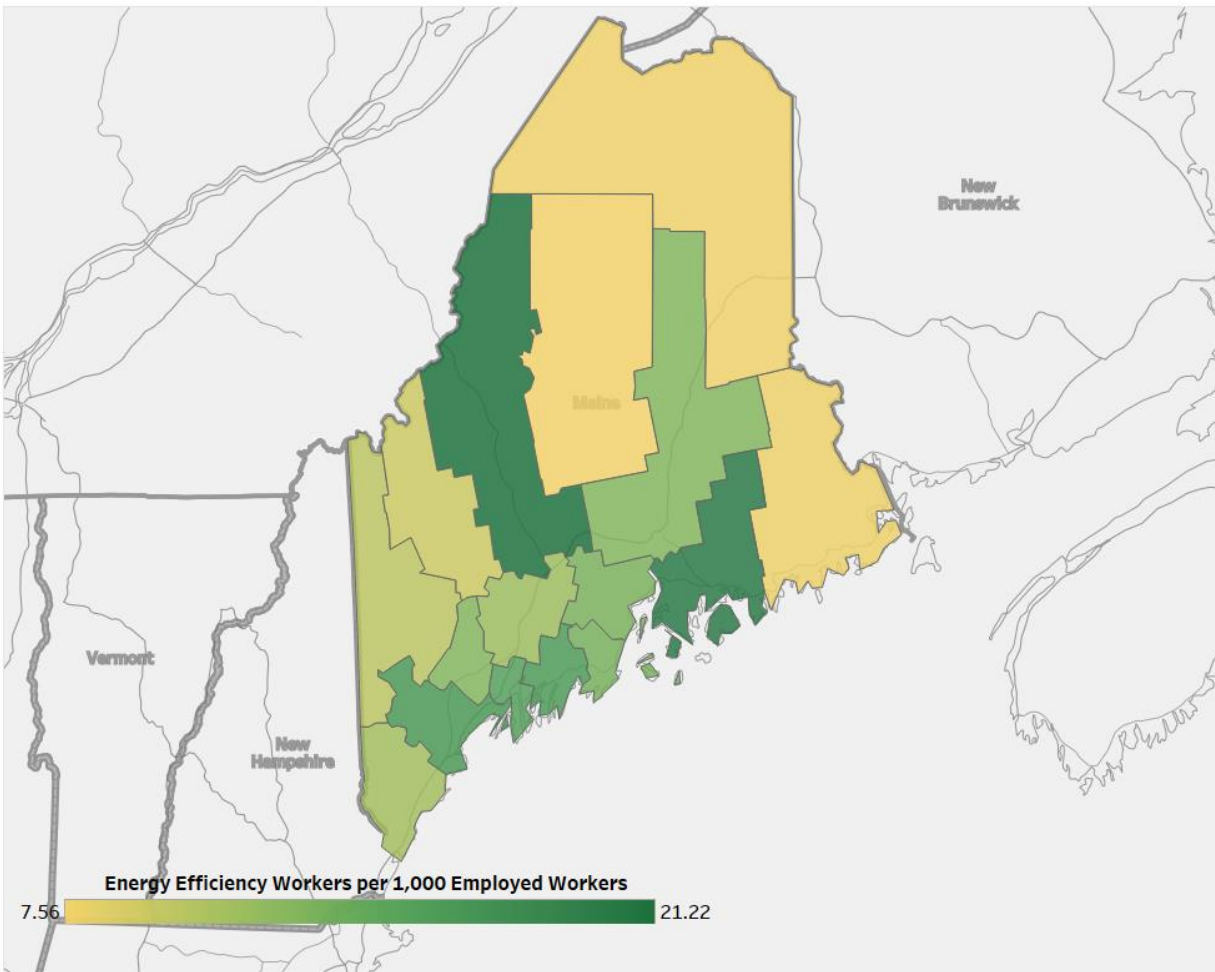 New
Brunswick
Maine
Vermont
New
Hampshire
Energy Efficiency Workers per 1,000 Employed Workers
7.56
21.22